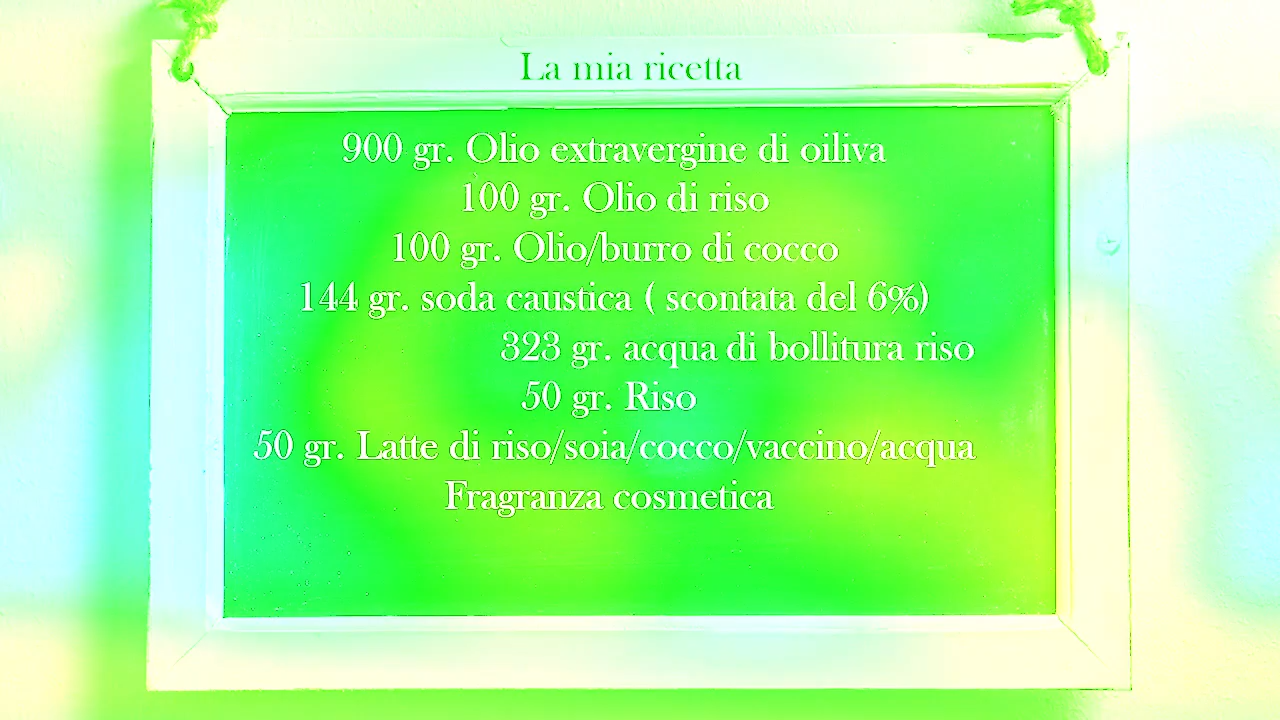 La mia ricetta
900 gr. Olio extravergine di oiliva
100 gr. Olio di riso
100 gr. Olio/burro di cocco
144 gr. soda caustica ( scontata del 6%)
323 gr. acqua di bollitura riso
50 gr. Riso
50 gr. Latte di riso/soia/cocco/vaccino/acqua
Fragranza cosmetica